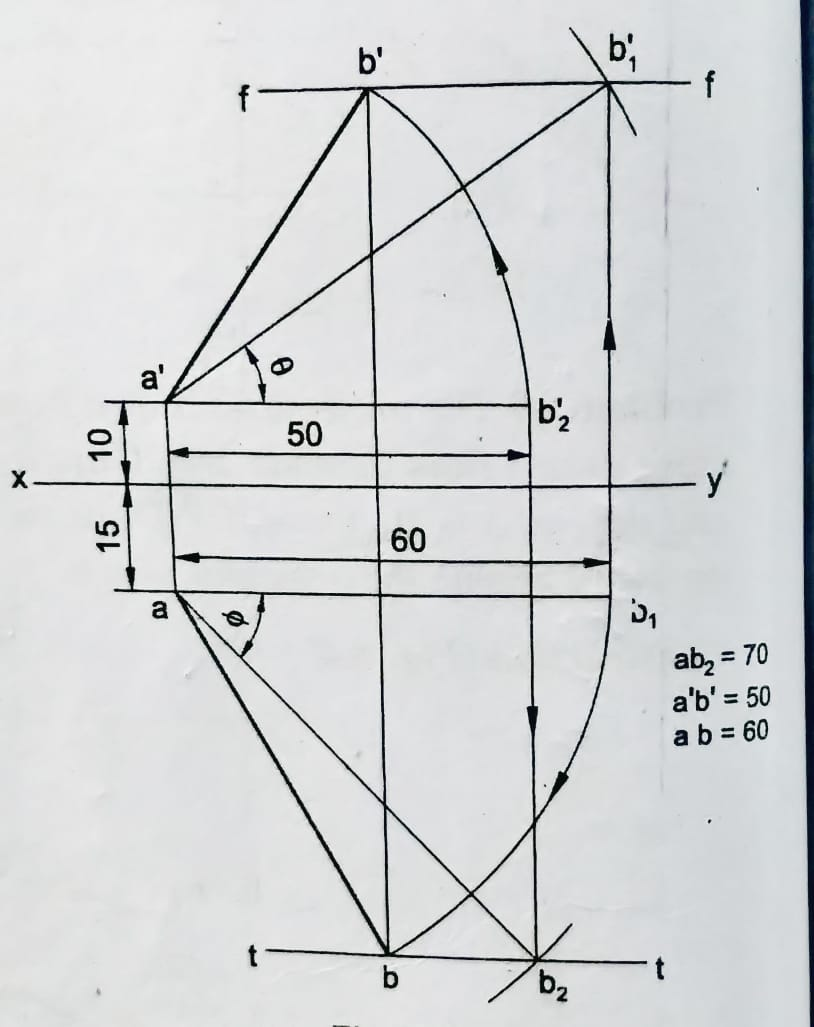 b'
b'₁
f
f
θ
a'
b'₂
10
50
x
y
15
60
a
φ
b₁
ab₂ = 70
a'b' = 50
a b = 60
t
t
b
b₂